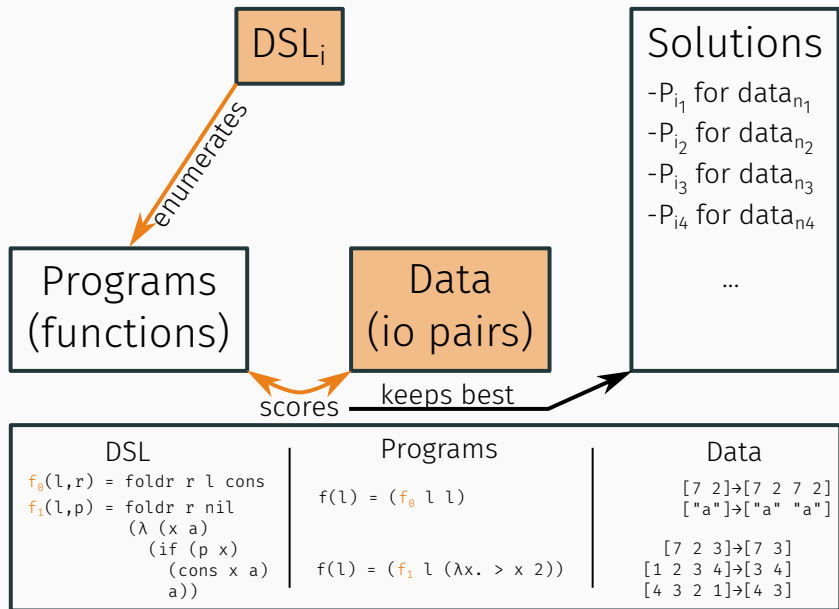 DSLi
enumerates
Programs
(functions)
Data
(io pairs)
scores
keeps best
Solutions
-Pi1 for datan1
-Pi2 for datan2
-Pi3 for datan3
-Pi4 for datan4
...
DSL
f0(l,r) = foldr r l cons
f1(l,p) = foldr r nil
(λ (x a)
(if (p x)
(cons x a)
a))
Programs
f(l) = (f0 l l)
f(l) = (f1 l (λx. > x 2))
Data
[7 2]→[7 2 7 2]
["a"]→["a" "a"]
[7 2 3]→[7 3]
[1 2 3 4]→[3 4]
[4 3 2 1]→[4 3]